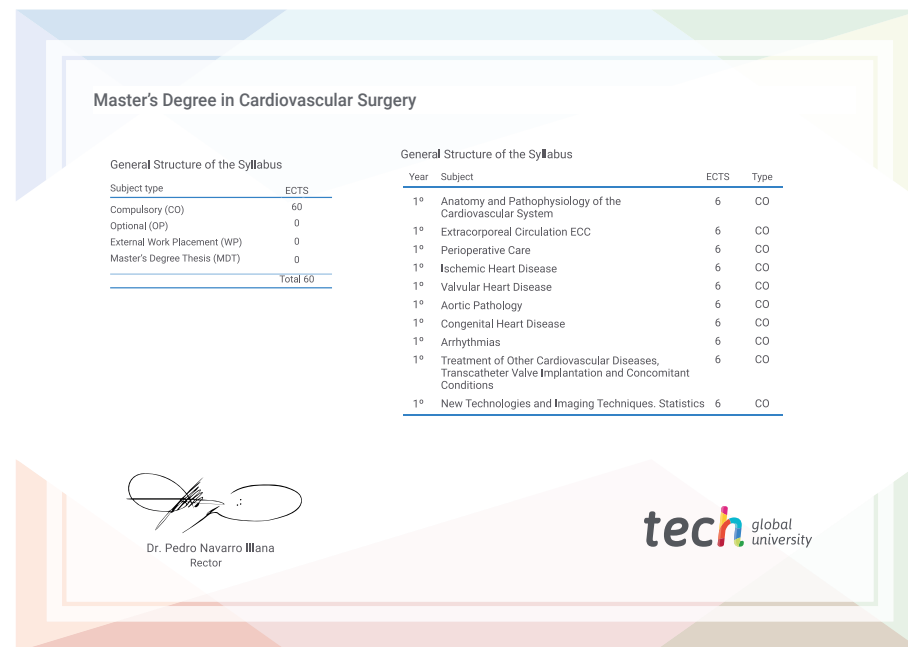 Master's Degree in Cardiovascular Surgery
General Structure of the Syllabus
Subject type ECTS
Compulsory (CO) 60
Optional (OP) 0
External Work Placement (WP) 0
Master's Degree Thesis (MDT) 0
Total 60
General Structure of the Syllabus
Year Subject ECTS Type
1º Anatomy and Pathophysiology of the 6 CO
Cardiovascular System
1º Extracorporeal Circulation ECC 6 CO
1º Perioperative Care 6 CO
1º Ischemic Heart Disease 6 CO
1º Valvular Heart Disease 6 CO
1º Aortic Pathology 6 CO
1º Congenital Heart Disease 6 CO
1º Arrhythmias 6 CO
1º Treatment of Other Cardiovascular Diseases, 6 CO
Transcatheter Valve Implantation and Concomitant
Conditions
1º New Technologies and Imaging Techniques. Statistics 6 CO
Dr. Pedro Navarro Illana
Rector
tech global
university